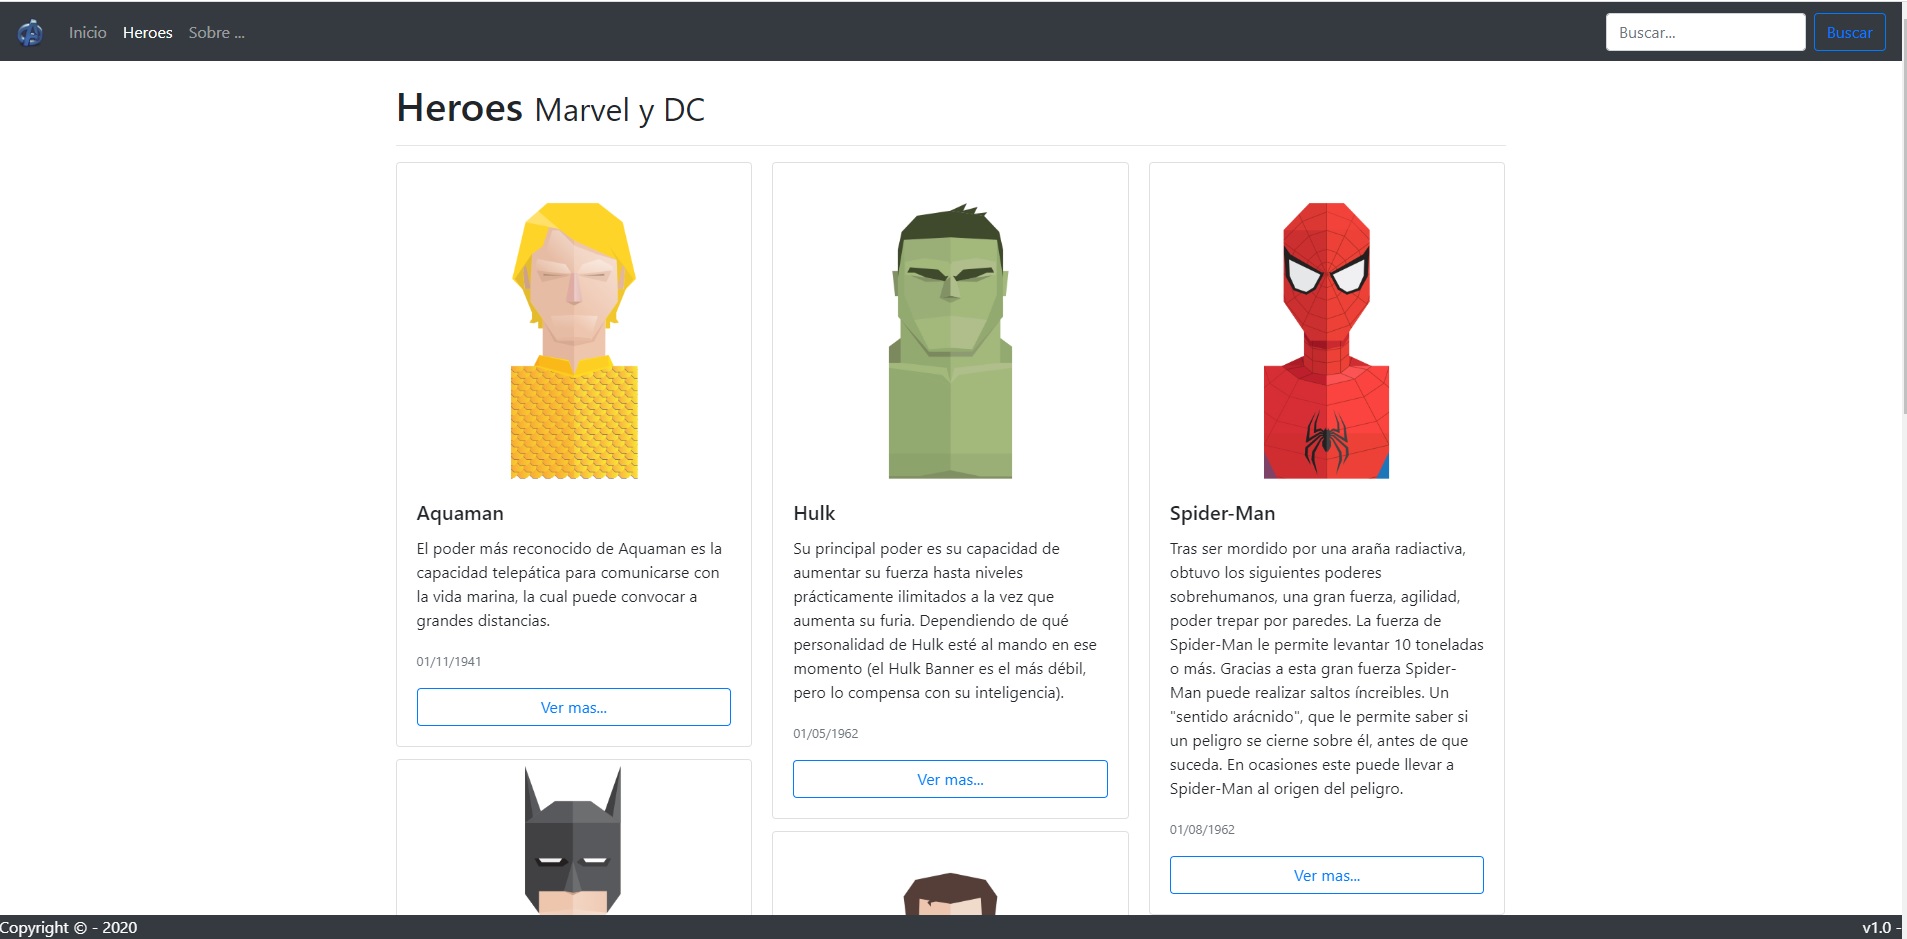 Inicio Heroes Sobre ... Buscar... Buscar
Heroes Marvel y DC
Aquaman
El poder más reconocido de Aquaman es la
capacidad telepática para comunicarse con
la vida marina, la cual puede convocar a
grandes distancias.
01/11/1941
Ver mas...
Hulk
Su principal poder es su capacidad de
aumentar su fuerza hasta niveles
prácticamente ilimitados a la vez que
aumenta su furia. Dependiendo de qué
personalidad de Hulk esté al mando en ese
momento (el Hulk Banner es el más débil,
pero lo compensa con su inteligencia).
01/05/1962
Ver mas...
Spider-Man
Tras ser mordido por una araña radiactiva,
obtuvo los siguientes poderes
sobrehumanos, una gran fuerza, agilidad,
poder trepar por paredes. La fuerza de
Spider-Man le permite levantar 10 toneladas
o más. Gracias a esta gran fuerza Spider-
Man puede realizar saltos íncreibles. Un
"sentido arácnido", que le permite saber si
un peligro se cierne sobre él, antes de que
suceda. En ocasiones este puede llevar a
Spider-Man al origen del peligro.
01/08/1962
Ver mas...
Copyright © - 2020 v1.0 -